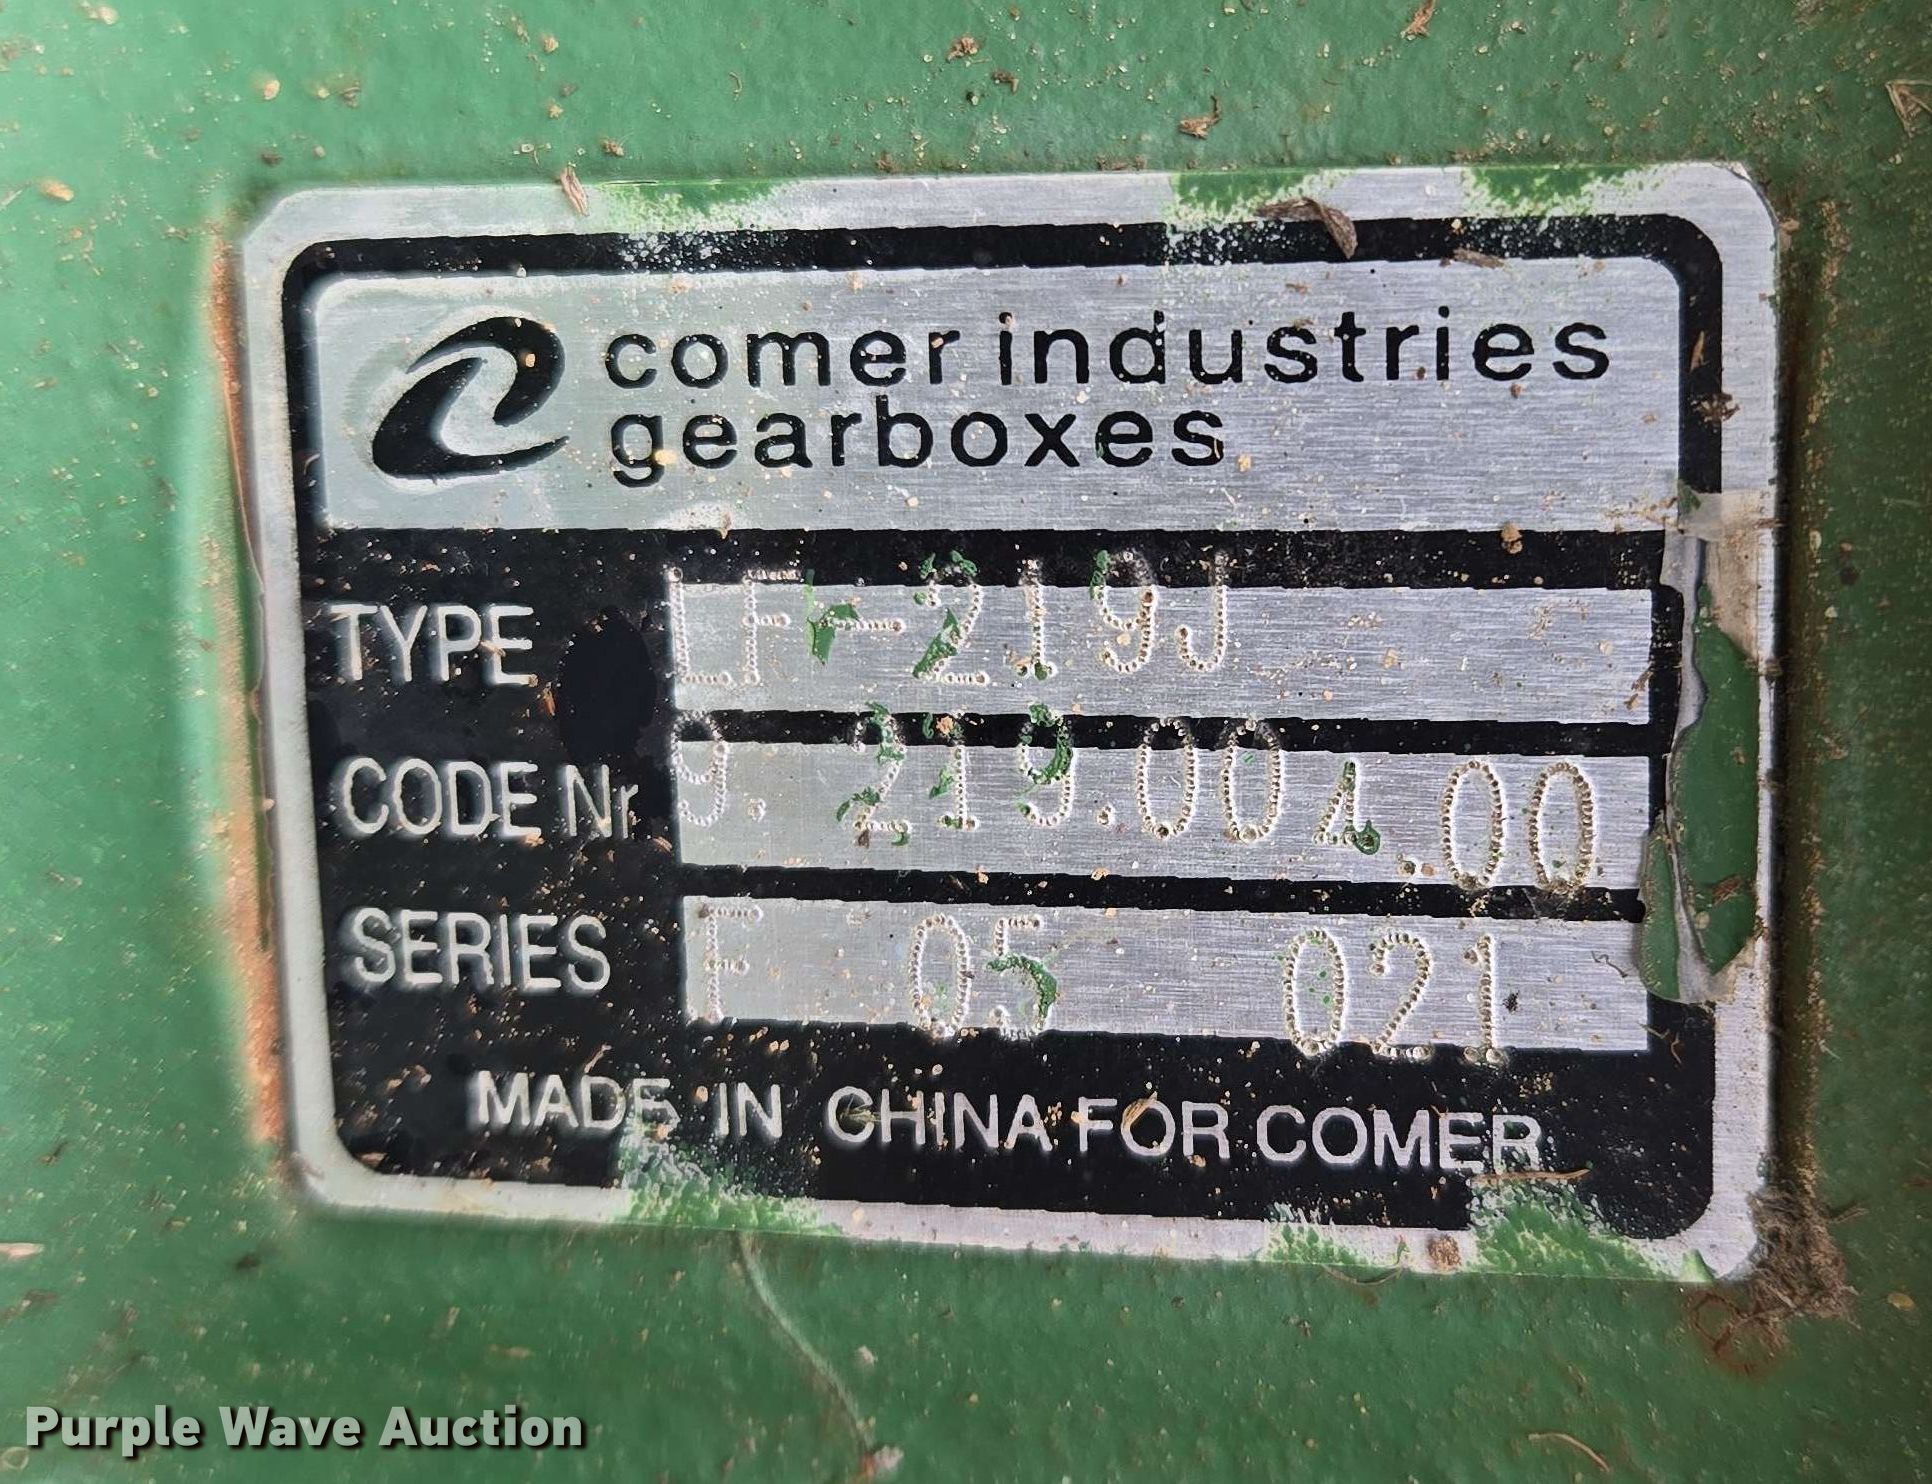 comer industries
gearboxes
TYPE LF-219J
CODE Nr 9.219.004.00
SERIES F 05 021
MADE IN CHINA FOR COMER
Purple Wave Auction